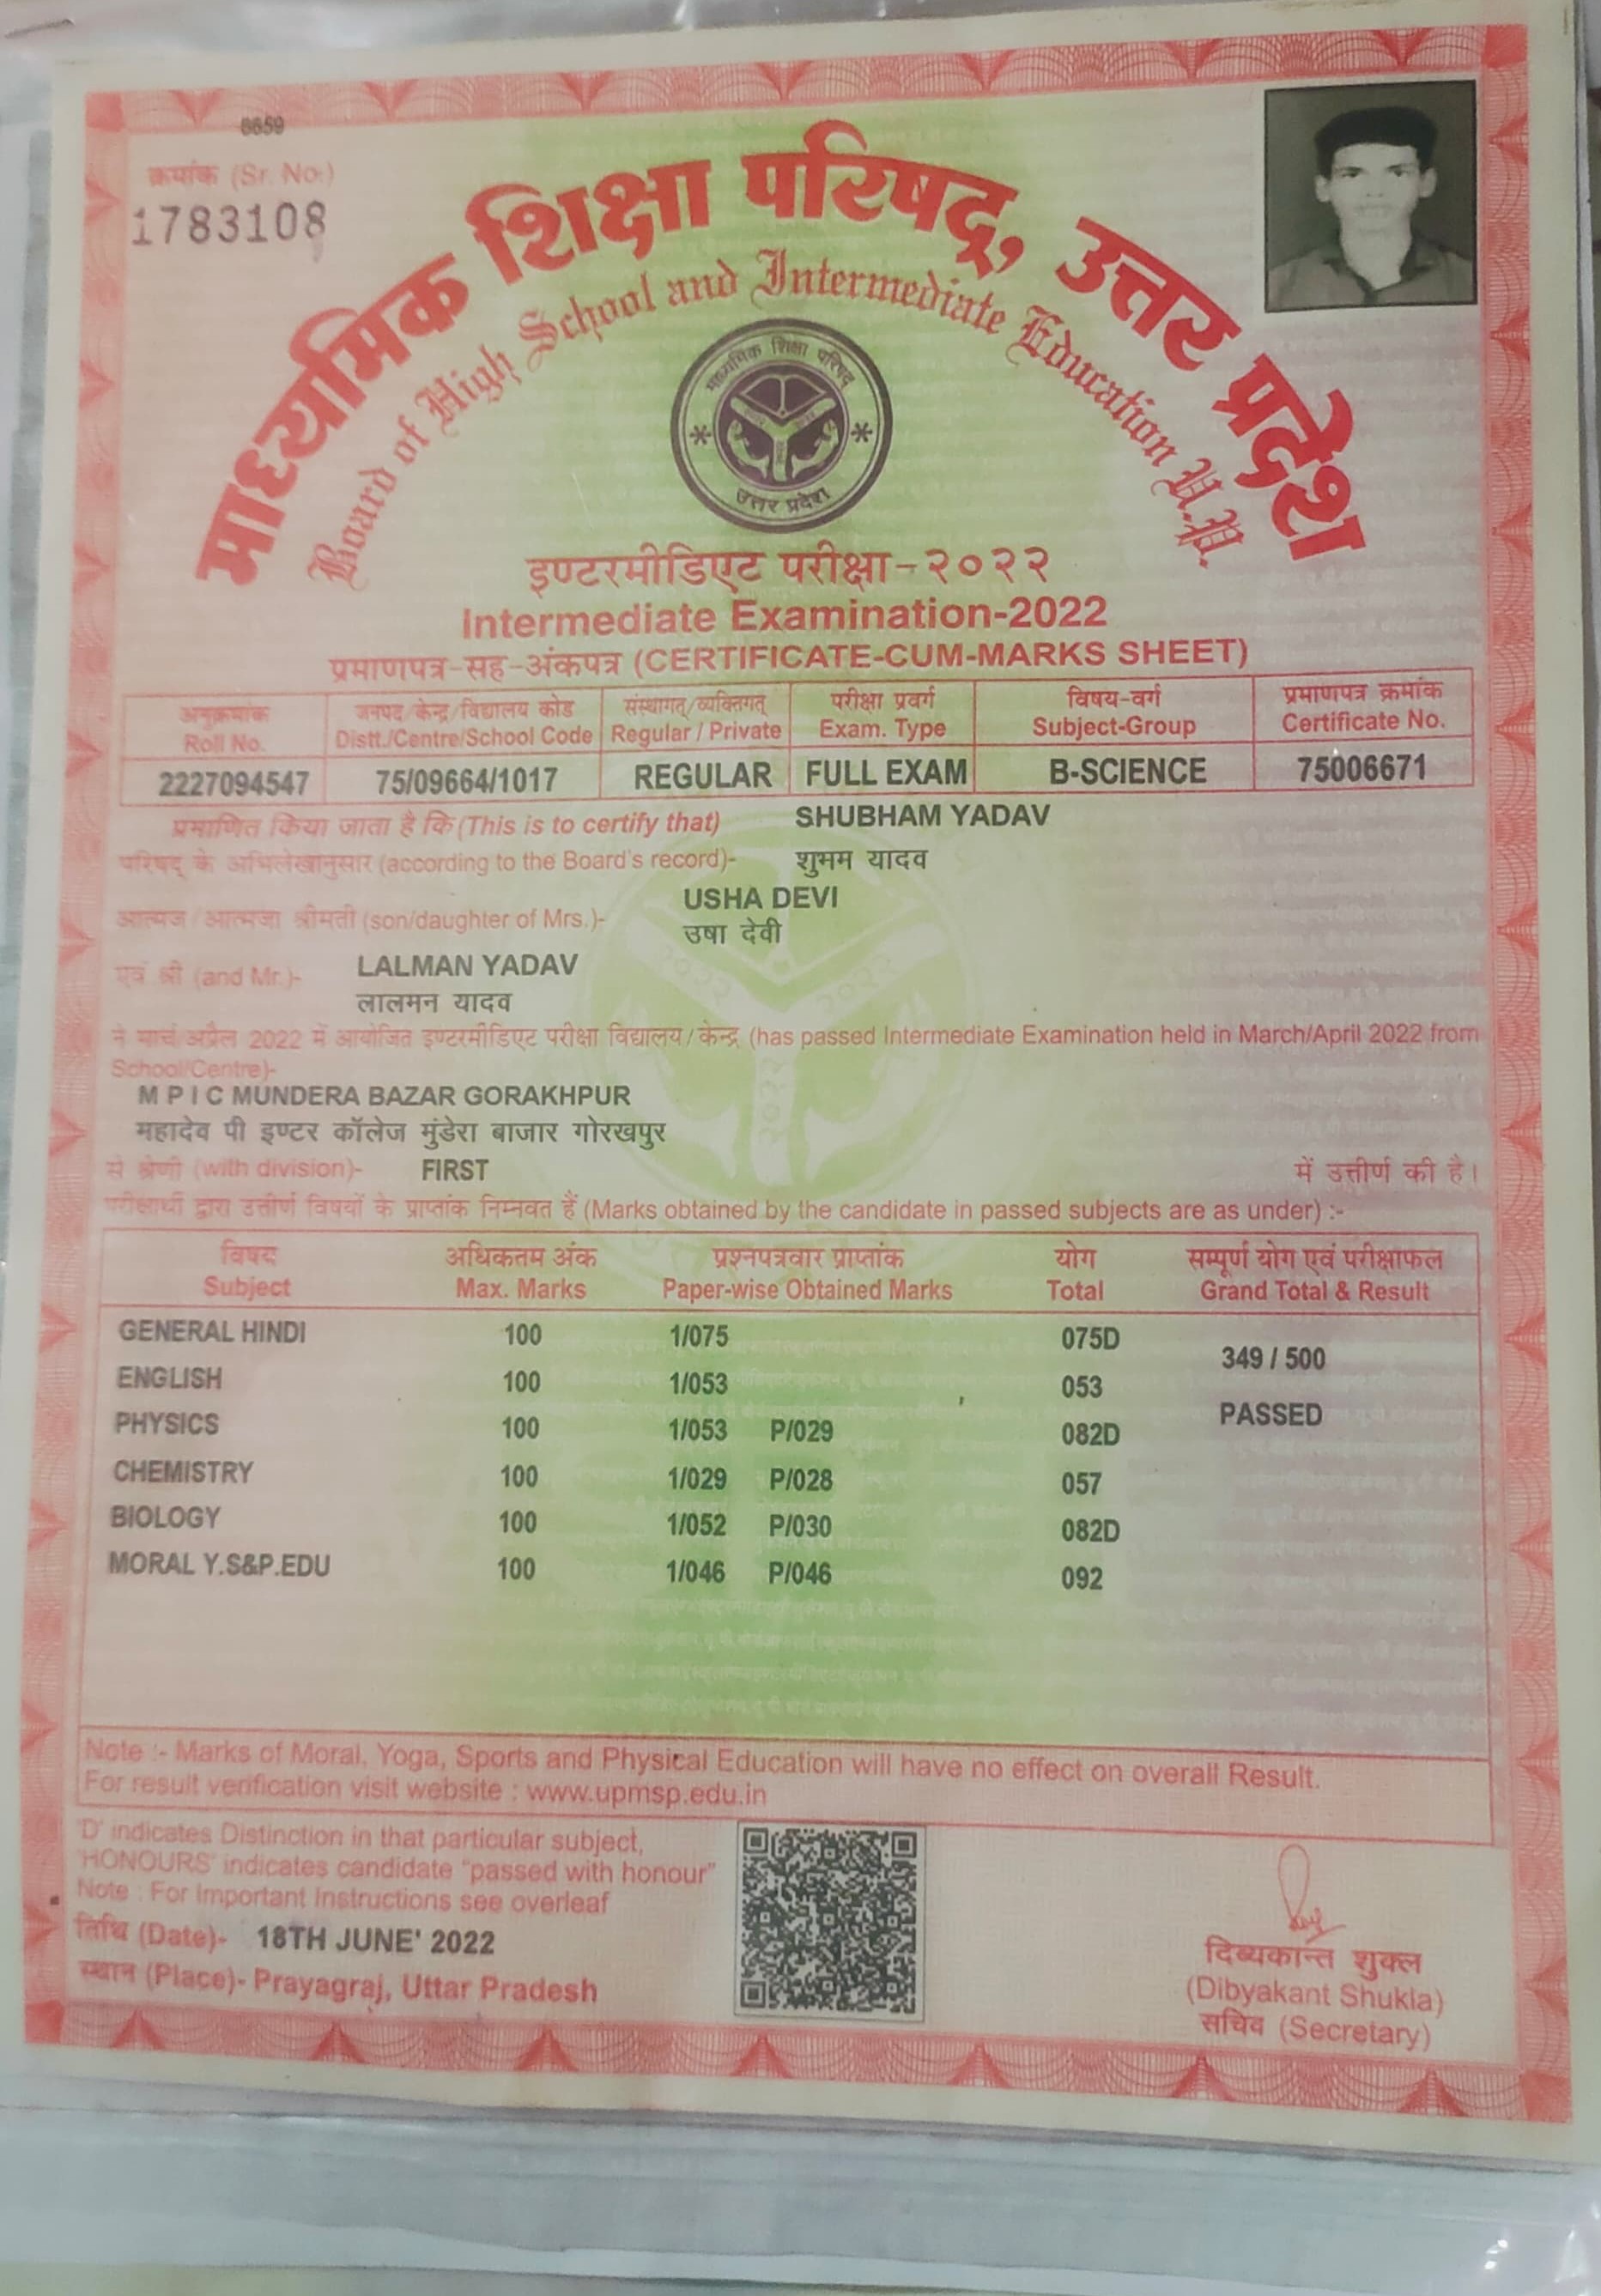 6659
क्रमांक (Sr. No.)
1783108
माध्यमिक शिक्षा परिषद्, उत्तर प्रदेश
Board of High School and Intermediate Education U.P.
माध्यमिक शिक्षा परिषद
उत्तर प्रदेश
इण्टरमीडिएट परीक्षा-२०२२
Intermediate Examination-2022
प्रमाणपत्र-सह-अंकपत्र (CERTIFICATE-CUM-MARKS SHEET)
अनुक्रमांक जनपद/केन्द्र/विद्यालय कोड संस्थागत्/व्यक्तिगत् परीक्षा प्रवर्ग विषय-वर्ग प्रमाणपत्र क्रमांक
Roll No. Distt./Centre/School Code Regular / Private Exam. Type Subject-Group Certificate No.
2227094547 75/09664/1017 REGULAR FULL EXAM B-SCIENCE 75006671
प्रमाणित किया जाता है कि (This is to certify that) SHUBHAM YADAV
परिषद् के अभिलेखानुसार (according to the Board's record)- शुभम यादव
USHA DEVI
आत्मज/आत्मजा श्रीमती (son/daughter of Mrs.)-
उषा देवी
एवं श्री (and Mr.)- LALMAN YADAV
लालमन यादव
ने मार्च अप्रैल 2022 में आयोजित इण्टरमीडिएट परीक्षा विद्यालय/केन्द्र (has passed Intermediate Examination held in March/April 2022 from
School/Centre)-
M P I C MUNDERA BAZAR GORAKHPUR
महादेव पी इण्टर कॉलेज मुंडेरा बाजार गोरखपुर
से श्रेणी (with division)- FIRST में उत्तीर्ण की है।
परीक्षार्थी द्वारा उत्तीर्ण विषयों के प्राप्तांक निम्नवत हैं (Marks obtained by the candidate in passed subjects are as under) :-
विषय अधिकतम अंक प्रश्नपत्रवार प्राप्तांक योग सम्पूर्ण योग एवं परीक्षाफल
Subject Max. Marks Paper-wise Obtained Marks Total Grand Total & Result
GENERAL HINDI 100 1/075 075D
349 / 500
ENGLISH 100 1/053 053
PASSED
PHYSICS 100 1/053 P/029 082D
CHEMISTRY 100 1/029 P/028 057
BIOLOGY 100 1/052 P/030 082D
MORAL Y.S&P.EDU 100 1/046 P/046 092
Note :- Marks of Moral, Yoga, Sports and Physical Education will have no effect on overall Result.
For result verification visit website : www.upmsp.edu.in
'D' indicates Distinction in that particular subject,
'HONOURS' indicates candidate "passed with honour"
Note : For Important Instructions see overleaf
तिथि (Date)- 18TH JUNE' 2022
स्थान (Place)- Prayagraj, Uttar Pradesh
दिब्यकान्त शुक्ल
(Dibyakant Shukla)
सचिव (Secretary)